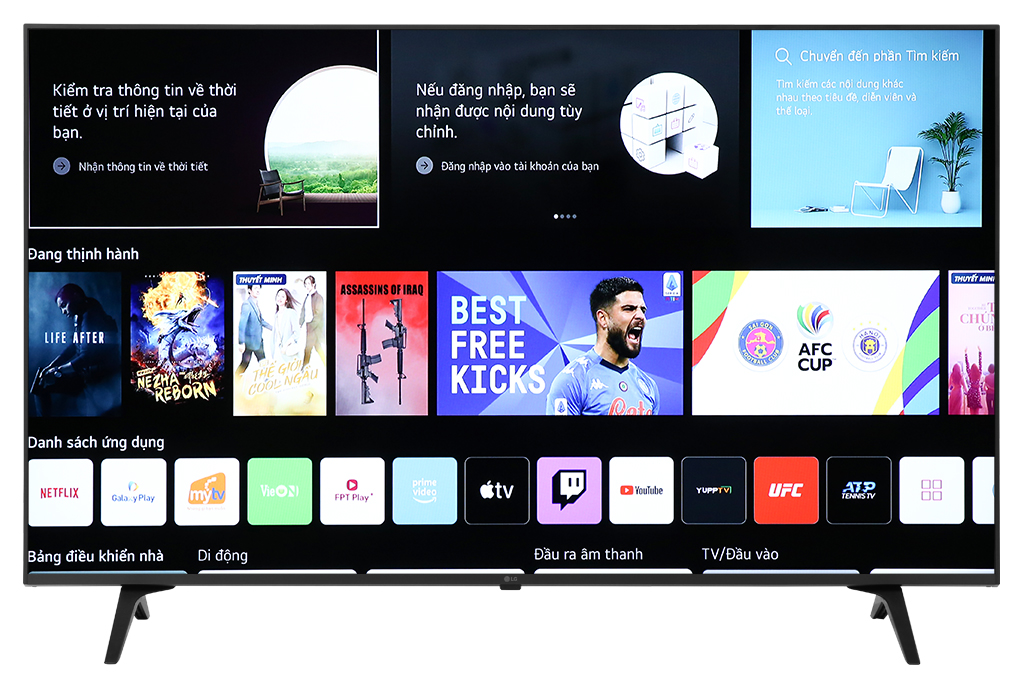 Kiểm tra thông tin về thời
tiết ở vị trí hiện tại của
bạn.
Nhận thông tin về thời tiết
Nếu đăng nhập, bạn sẽ
nhận được nội dung tùy
chỉnh.
Đăng nhập vào tài khoản của bạn
Chuyển đến phần Tìm kiếm
Tìm kiếm các nội dung khác
nhau theo tiêu đề, diễn viên và
thể loại.
Đang thịnh hành
LIFE AFTER
NEZHA
REBORN
THUYẾT MINH
THẾ GIỚI
COOL NGẦU
ASSASSINS OF IRAQ
BEST
FREE
KICKS
SAIGON
FOOTBALL CLUB
AFC
CUP
HANOI
THUYẾT MINH
Danh sách ứng dụng
NETFLIX
Galaxy Play
mytv
VieON
FPT Play
prime
video
tv
YouTube
YUPPTV
UFC
ATP
TENNIS TV
Bảng điều khiển nhà
Di động
Đầu ra âm thanh
TV/Đầu vào
LG